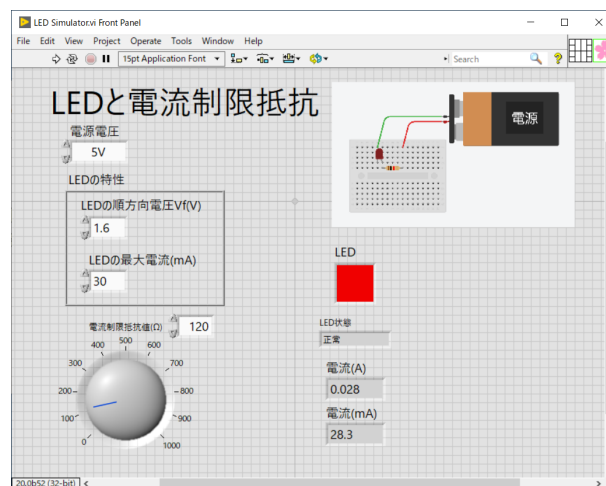 LED Simulator.vi Front Panel
File Edit View Project Operate Tools Window Help
15pt Application Font
Search
LEDと電流制限抵抗
電源電圧
5V
LEDの特性
LEDの順方向電圧Vf(V)
1.6
LEDの最大電流(mA)
30
電源
LED
電流制限抵抗値(Ω)
120
0
100
200
300
400
500
600
700
800
900
1000
LED状態
正常
電流(A)
0.028
電流(mA)
28.3
20.0b52 (32-bit)